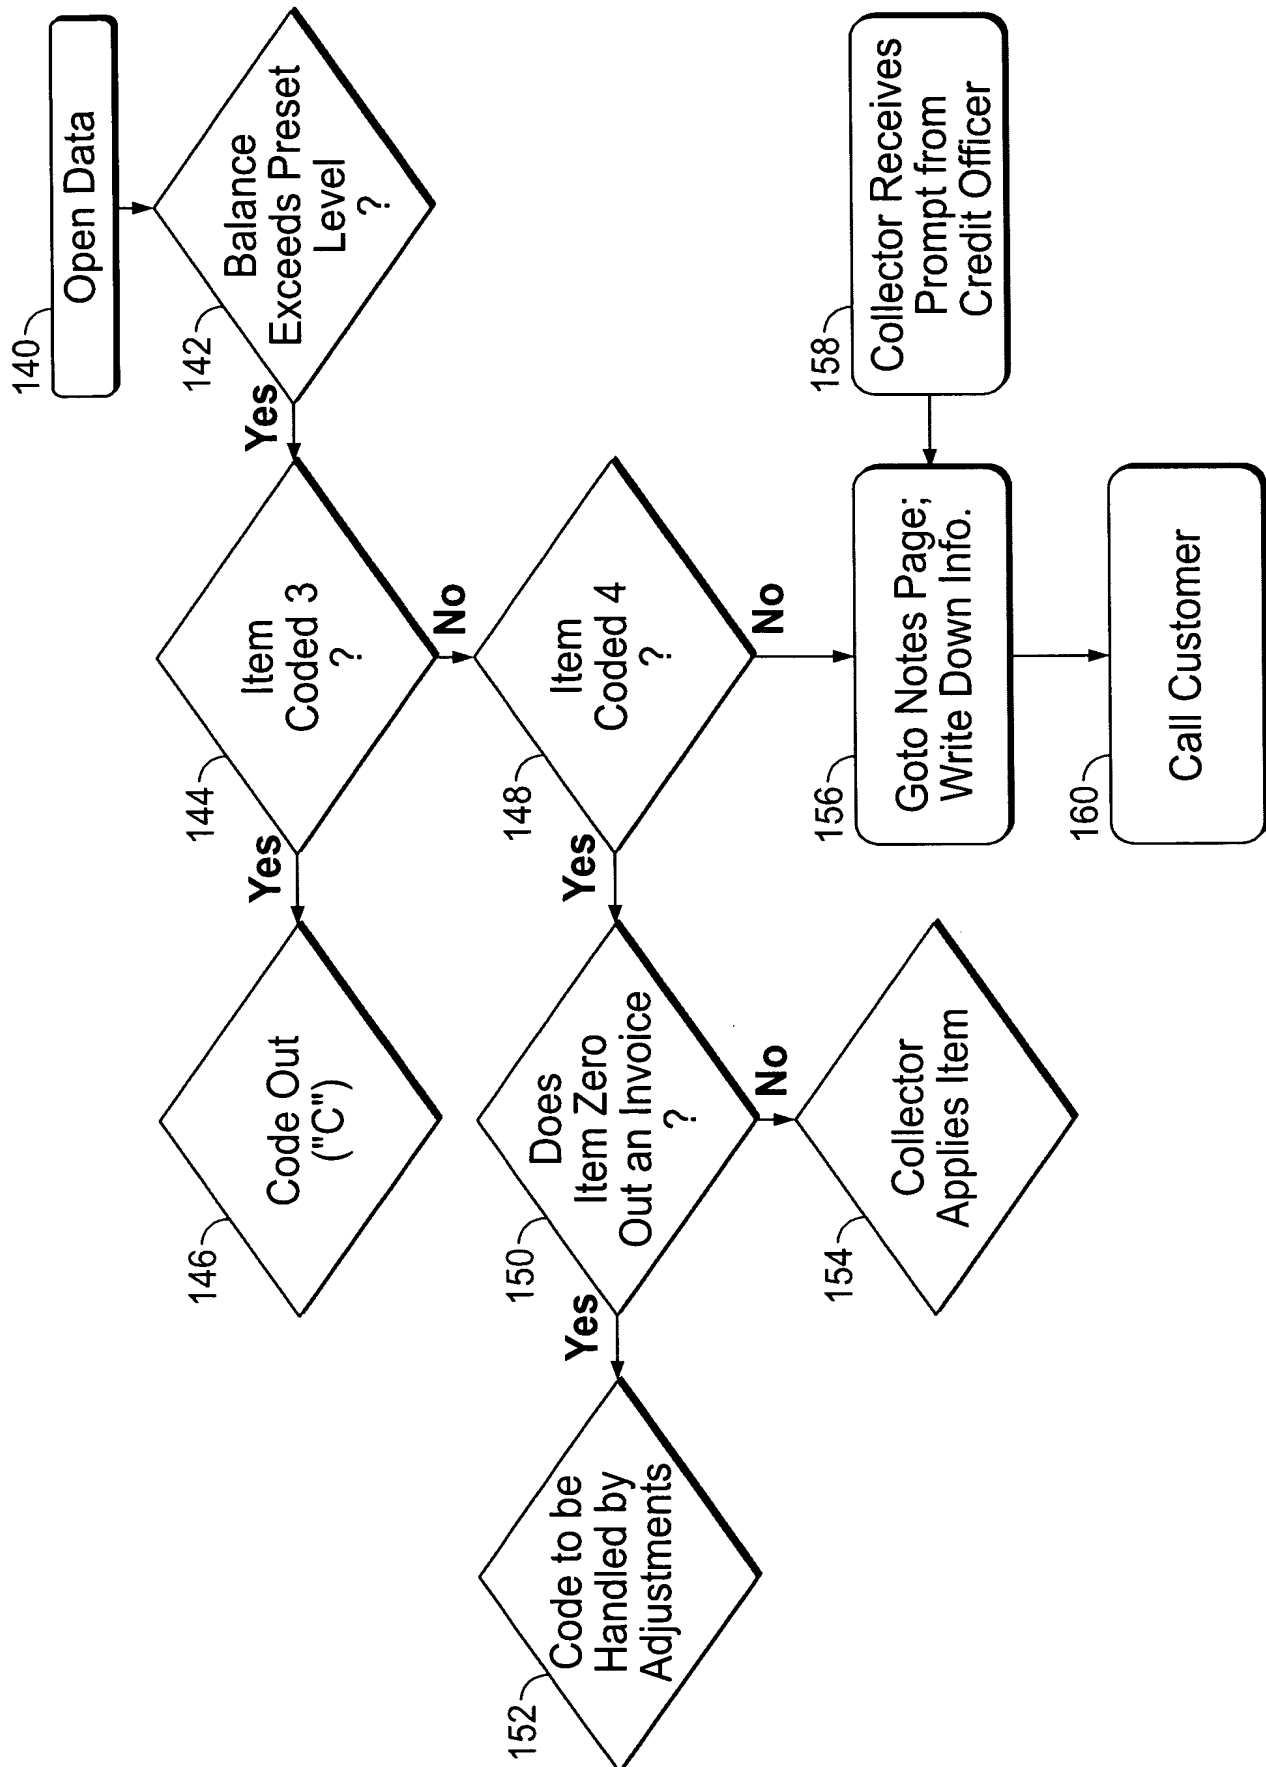 140
Open Data
142
Balance
Exceeds Preset
Level
?
Yes
144
Item
Coded 3
?
Yes
No
146
Code Out
("C")
148
Item
Coded 4
?
Yes
No
150
Does
Item Zero
Out an Invoice
?
Yes
No
152
Code to be
Handled by
Adjustments
154
Collector
Applies Item
156
Goto Notes Page;
Write Down Info.
158
Collector Receives
Prompt from
Credit Officer
160
Call Customer